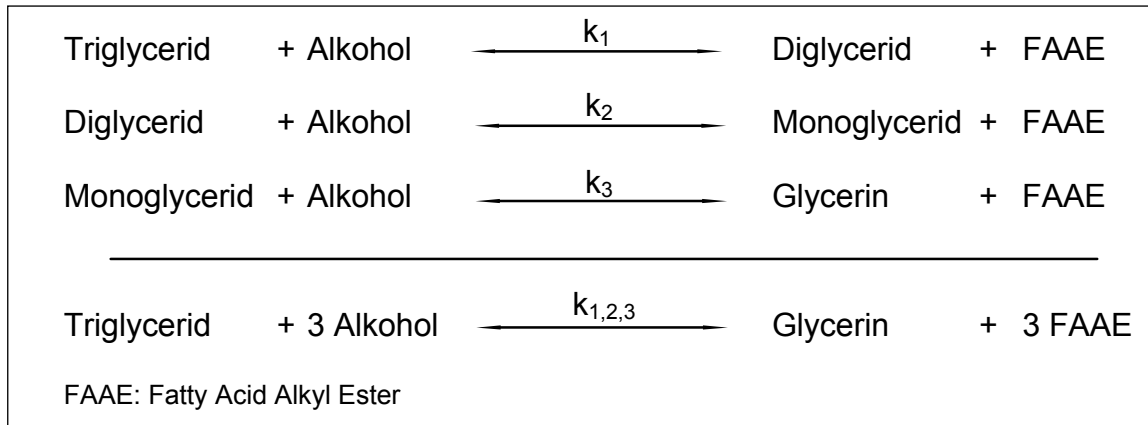 k₁
Triglycerid + Alkohol Diglycerid + FAAE
k₂
Diglycerid + Alkohol Monoglycerid + FAAE
k₃
Monoglycerid + Alkohol Glycerin + FAAE
k₁,₂,₃
Triglycerid + 3 Alkohol Glycerin + 3 FAAE
FAAE: Fatty Acid Alkyl Ester